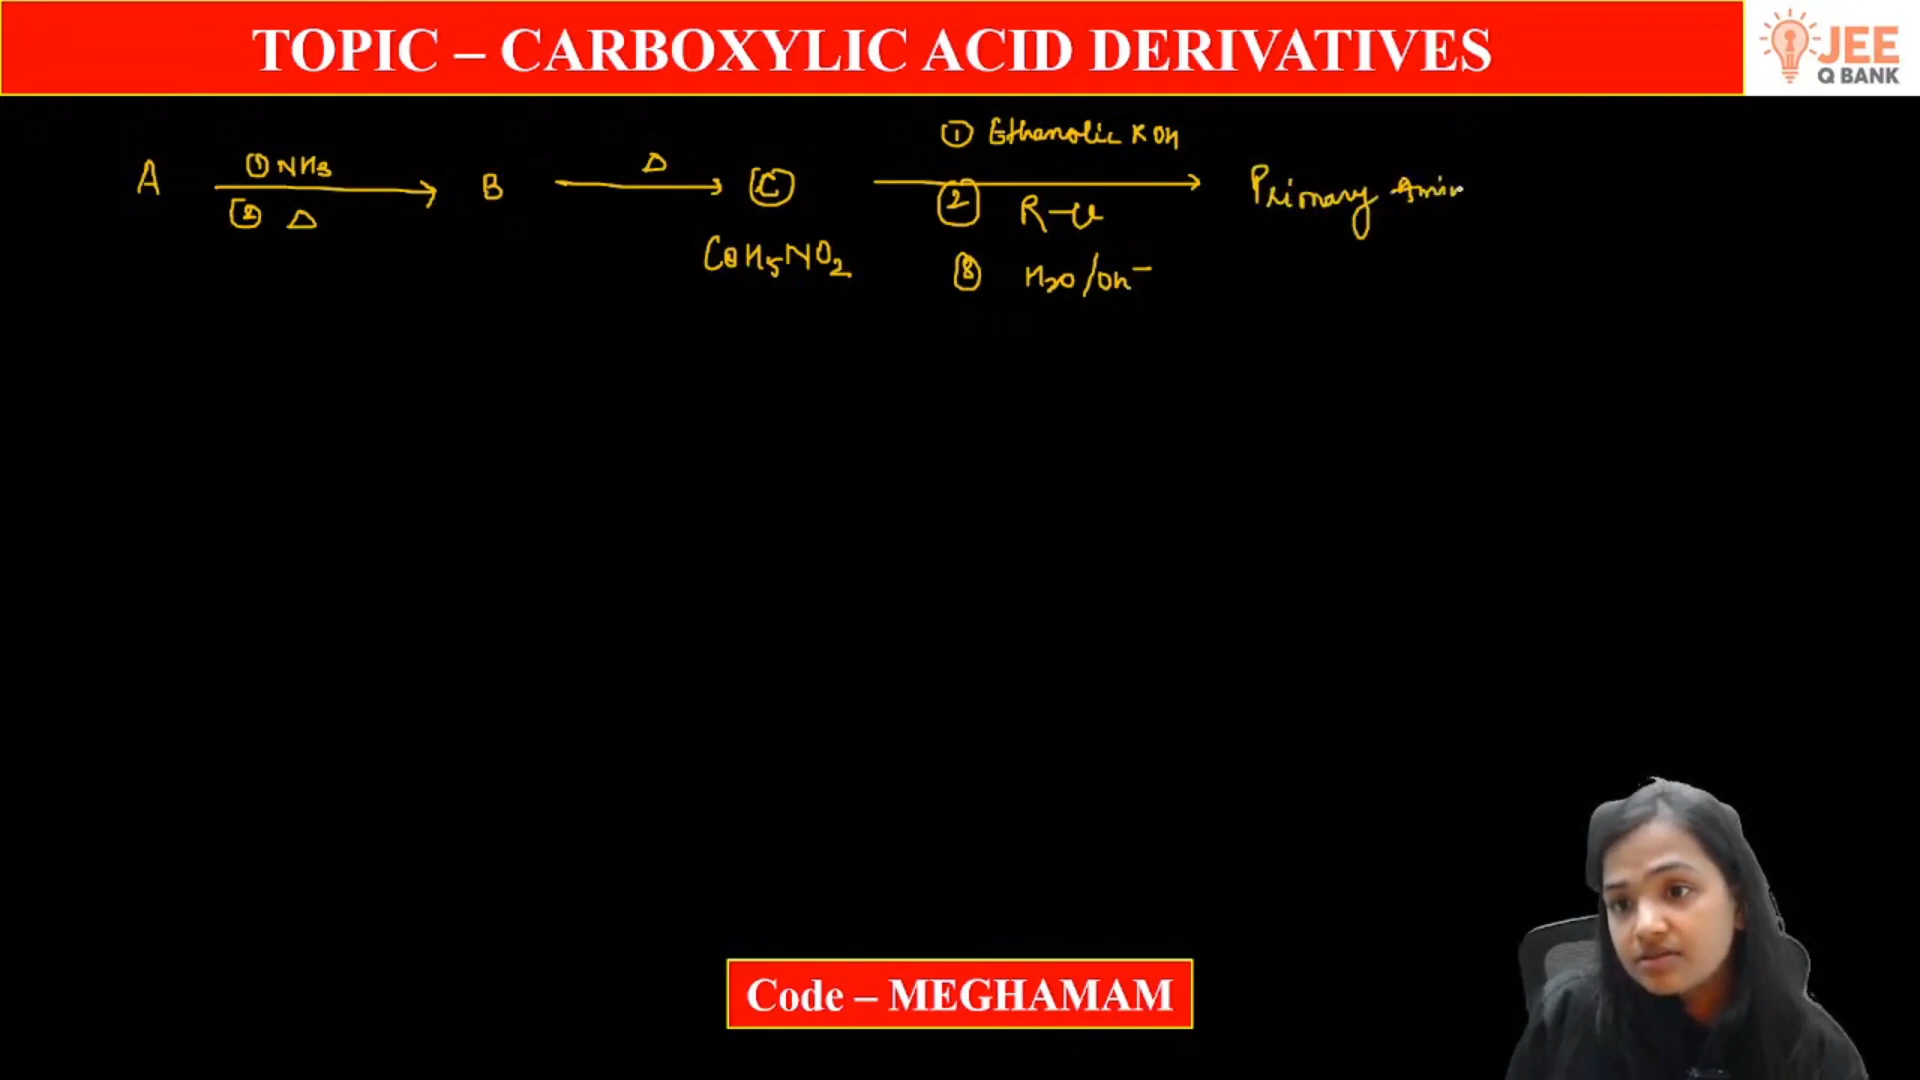 TOPIC – CARBOXYLIC ACID DERIVATIVES
JEE
Q BANK
① Ethanolic KOH
A ① NH3 B Δ C Primary Amin
② Δ ② R-Cl
C8H5NO2 ③ H2O/OH⁻
Code – MEGHAMAM